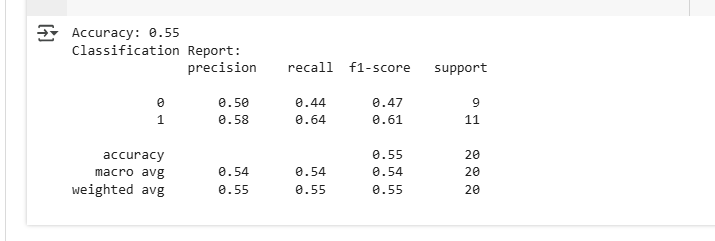 Accuracy: 0.55
Classification Report:
precision recall f1-score support
0 0.50 0.44 0.47 9
1 0.58 0.64 0.61 11
accuracy 0.55 20
macro avg 0.54 0.54 0.54 20
weighted avg 0.55 0.55 0.55 20